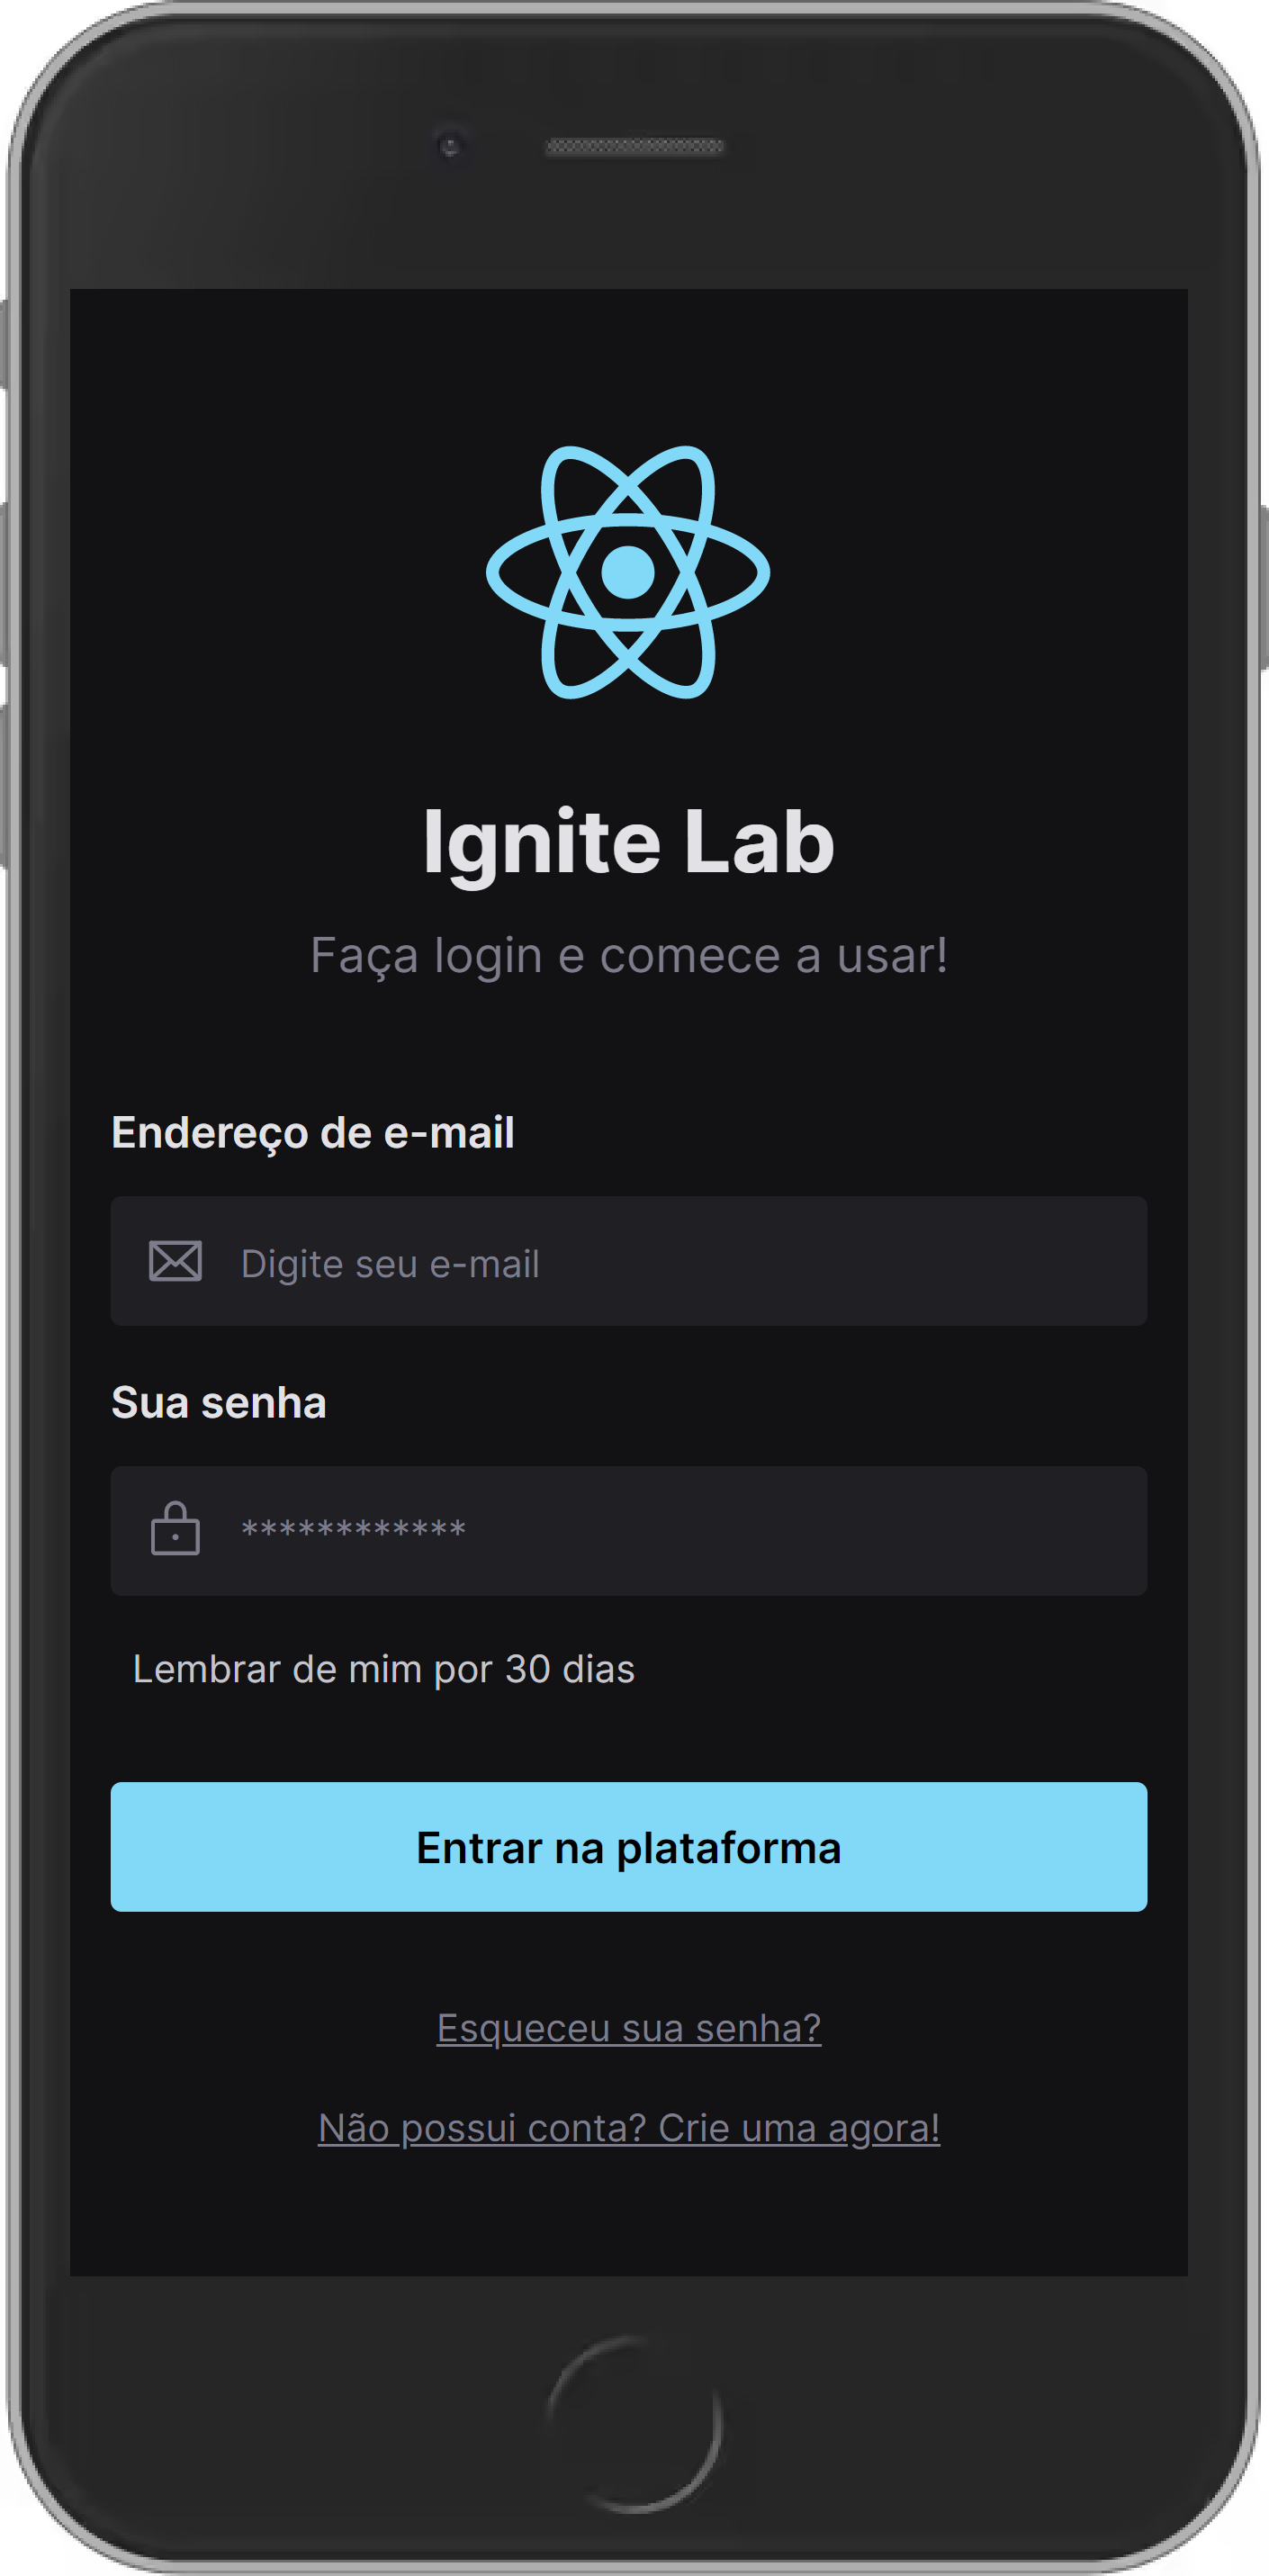 Ignite Lab
Faça login e comece a usar!
Endereço de e-mail
Digite seu e-mail
Sua senha
************
Lembrar de mim por 30 dias
Entrar na plataforma
Esqueceu sua senha?
Não possui conta? Crie uma agora!